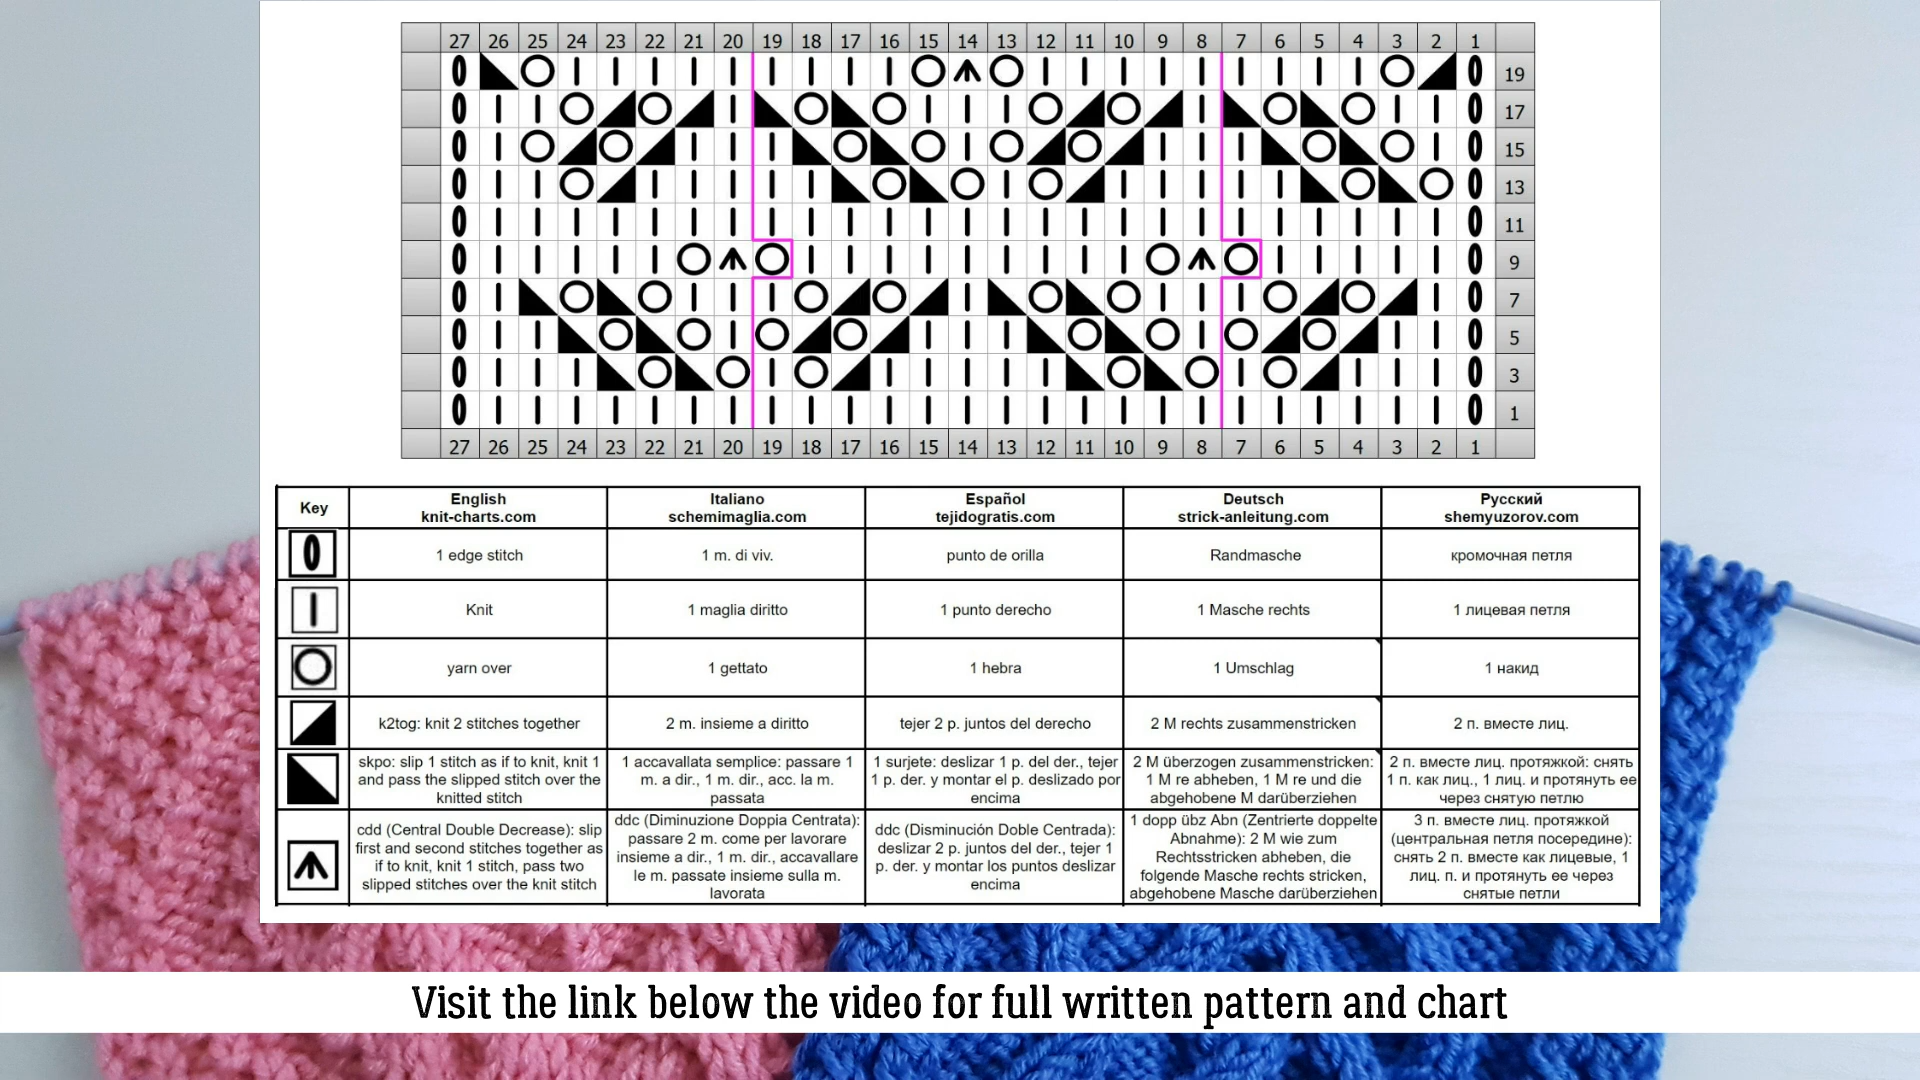 27 26 25 24 23 22 21 20 19 18 17 16 15 14 13 12 11 10 9 8 7 6 5 4 3 2 1
19
17
15
13
11
9
7
5
3
1
27 26 25 24 23 22 21 20 19 18 17 16 15 14 13 12 11 10 9 8 7 6 5 4 3 2 1
Key
English
knit-charts.com
Italiano
schemimaglia.com
Español
tejidogratis.com
Deutsch
strick-anleitung.com
Русский
shemyuzorov.com
1 edge stitch
1 m. di viv.
punto de orilla
Randmasche
кромочная петля
Knit
1 maglia diritto
1 punto derecho
1 Masche rechts
1 лицевая петля
yarn over
1 gettato
1 hebra
1 Umschlag
1 накид
k2tog: knit 2 stitches together
2 m. insieme a diritto
tejer 2 p. juntos del derecho
2 M rechts zusammenstricken
2 п. вместе лиц.
skpo: slip 1 stitch as if to knit, knit 1
and pass the slipped stitch over the
knitted stitch
1 accavallata semplice: passare 1
m. a dir., 1 m. dir., acc. la m.
passata
1 surjete: deslizar 1 p. del der., tejer
1 p. der. y montar el p. deslizado por
encima
2 M überzogen zusammenstricken:
1 M re abheben, 1 M re und die
abgehobene M darüberziehen
2 п. вместе лиц. протяжкой: снять
1 п. как лиц., 1 лиц. и протянуть ее
через снятую петлю
cdd (Central Double Decrease): slip
first and second stitches together as
if to knit, knit 1 stitch, pass two
slipped stitches over the knit stitch
ddc (Diminuzione Doppia Centrata):
passare 2 m. come per lavorare
insieme a dir., 1 m. dir., accavallare
le m. passate insieme sulla m.
lavorata
ddc (Disminución Doble Centrada):
deslizar 2 p. juntos del der., tejer 1
p. der. y montar los puntos deslizar
encima
1 dopp übz Abn (Zentrierte doppelte
Abnahme): 2 M wie zum
Rechtsstricken abheben, die
folgende Masche rechts stricken,
abgehobene Masche darüberziehen
3 п. вместе лиц. протяжкой
(центральная петля посередине):
снять 2 п. вместе как лицевые, 1
лиц. п. и протянуть ее через
снятые петли
Visit the link below the video for full written pattern and chart